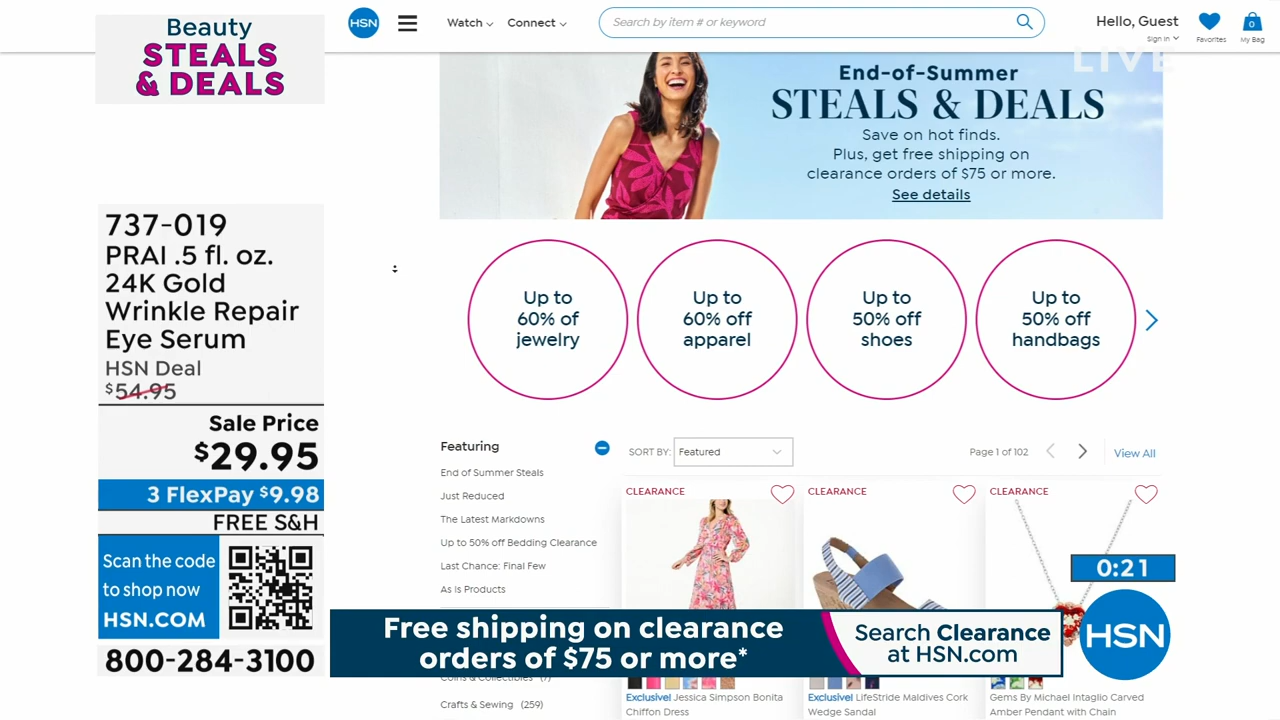 Beauty
STEALS
& DEALS
HSN
Watch
Connect
Search by item # or keyword
Hello, Guest
Sign In
Favorites
0
My Bag
LIVE
End-of-Summer
STEALS & DEALS
Save on hot finds.
Plus, get free shipping on
clearance orders of $75 or more.
See details
737-019
PRAI .5 fl. oz.
24K Gold
Wrinkle Repair
Eye Serum
HSN Deal
$54.95
Sale Price
$29.95
3 FlexPay $9.98
FREE S&H
Scan the code
to shop now
HSN.COM
800-284-3100
Up to
60% of
jewelry
Up to
60% off
apparel
Up to
50% off
shoes
Up to
50% off
handbags
Featuring
End of Summer Steals
Just Reduced
The Latest Markdowns
Up to 50% off Bedding Clearance
Last Chance: Final Few
As Is Products
Coins & Collectibles (7)
Crafts & Sewing (259)
SORT BY: Featured
Page 1 of 102
View All
CLEARANCE
CLEARANCE
CLEARANCE
0:21
Free shipping on clearance
orders of $75 or more*
Search Clearance
at HSN.com
HSN
Exclusive! Jessica Simpson Bonita
Chiffon Dress
Exclusive! LifeStride Maldives Cork
Wedge Sandal
Gems By Michael Intaglio Carved
Amber Pendant with Chain